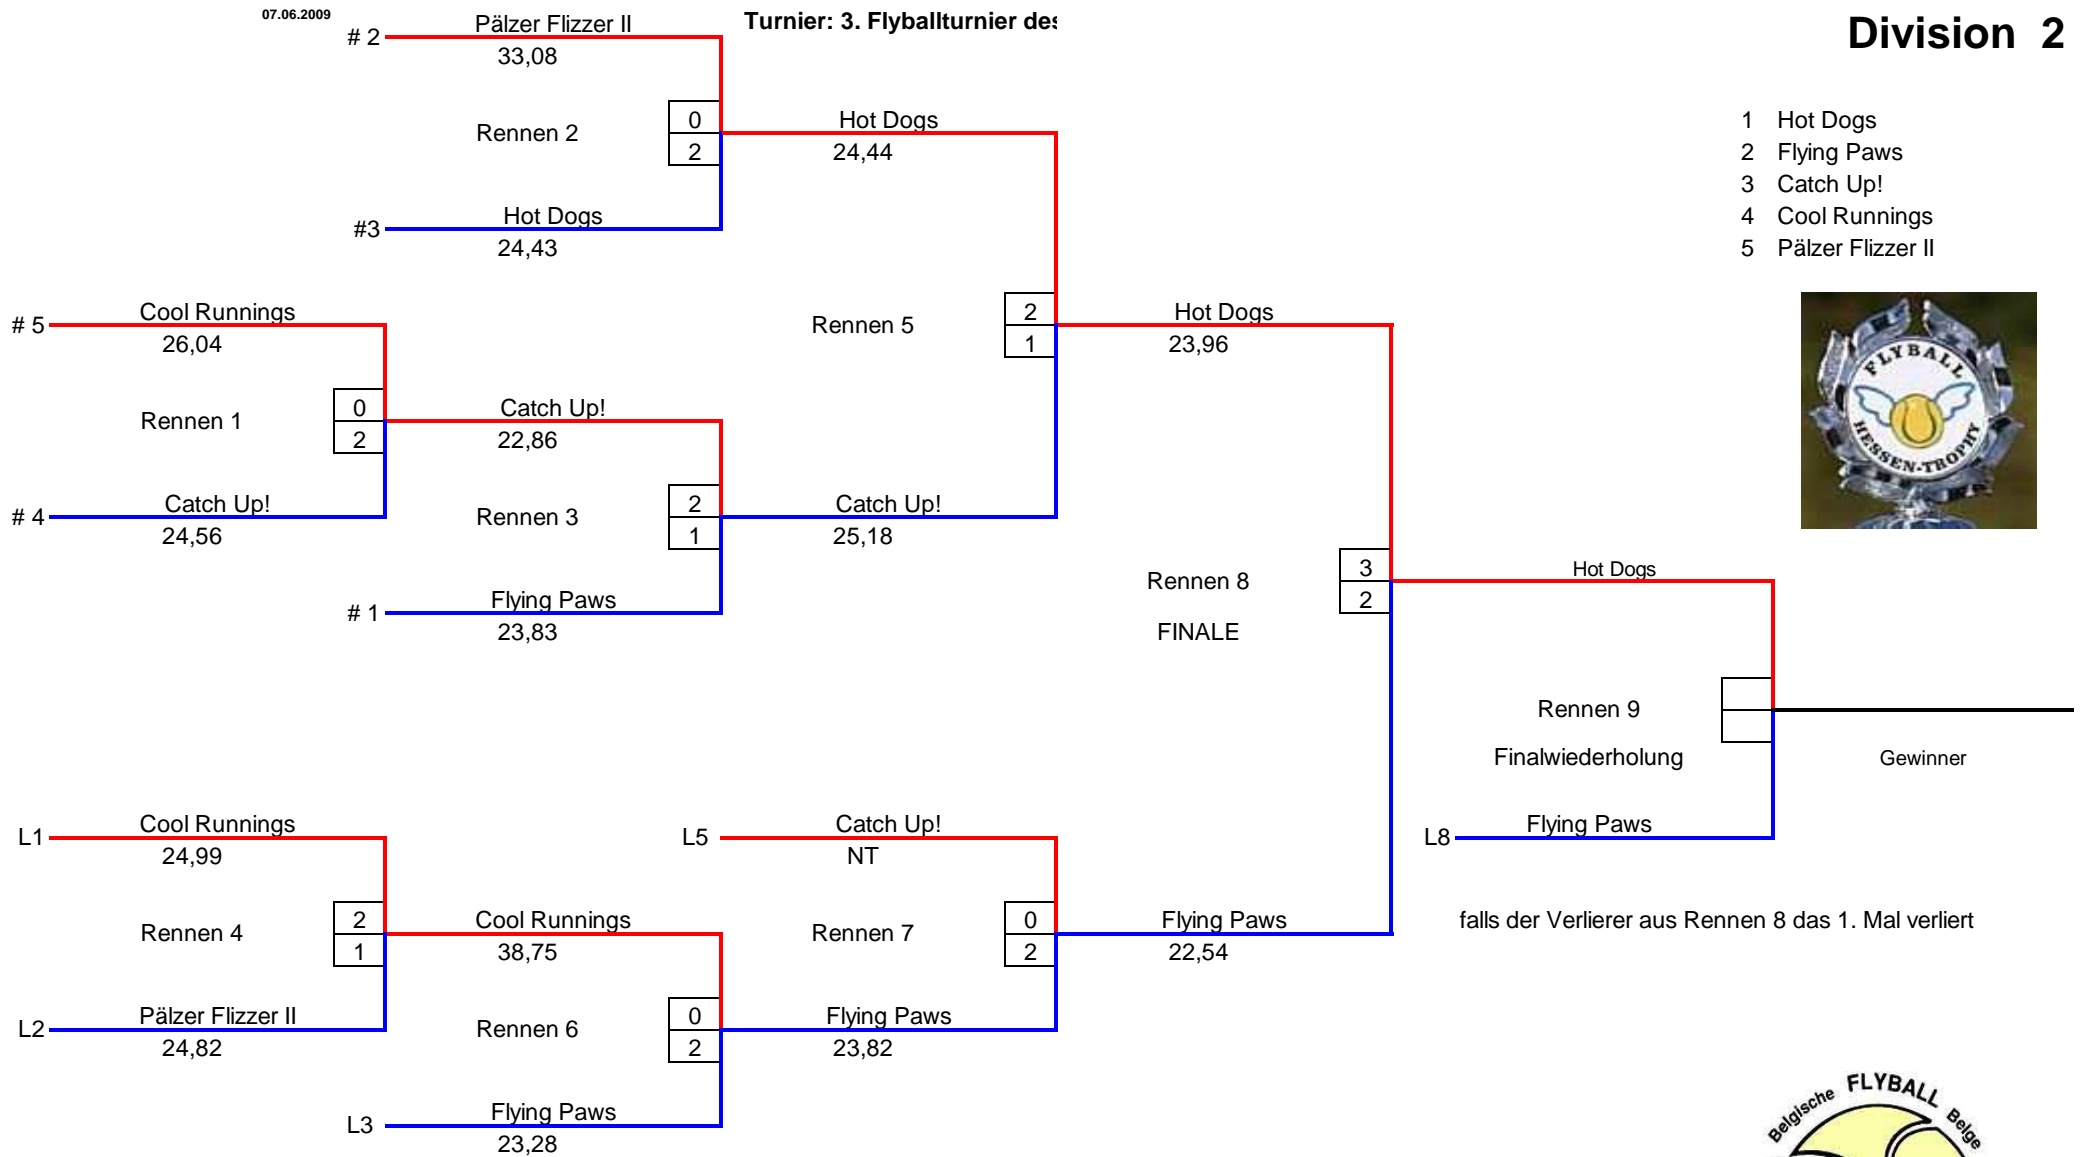 07.06.2009
Turnier: 3. Flyballturnier des
Division 2
# 2
Pälzer Flizzer II
33,08
Rennen 2
0
2
Hot Dogs
24,44
#3
Hot Dogs
24,43
1 Hot Dogs
2 Flying Paws
3 Catch Up!
4 Cool Runnings
5 Pälzer Flizzer II
# 5
Cool Runnings
26,04
Rennen 5
2
1
Hot Dogs
23,96
FLYBALL
HESSEN-TROPHY
Rennen 1
0
2
Catch Up!
22,86
# 4
Catch Up!
24,56
Rennen 3
2
1
Catch Up!
25,18
# 1
Flying Paws
23,83
Rennen 8
FINALE
3
2
Hot Dogs
Rennen 9
Finalwiederholung
Gewinner
L1
Cool Runnings
24,99
L5
Catch Up!
NT
L8
Flying Paws
Rennen 4
2
1
Cool Runnings
38,75
Rennen 7
0
2
Flying Paws
22,54
falls der Verlierer aus Rennen 8 das 1. Mal verliert
L2
Pälzer Flizzer II
24,82
Rennen 6
0
2
Flying Paws
23,82
L3
Flying Paws
23,28
Belgische FLYBALL Belge